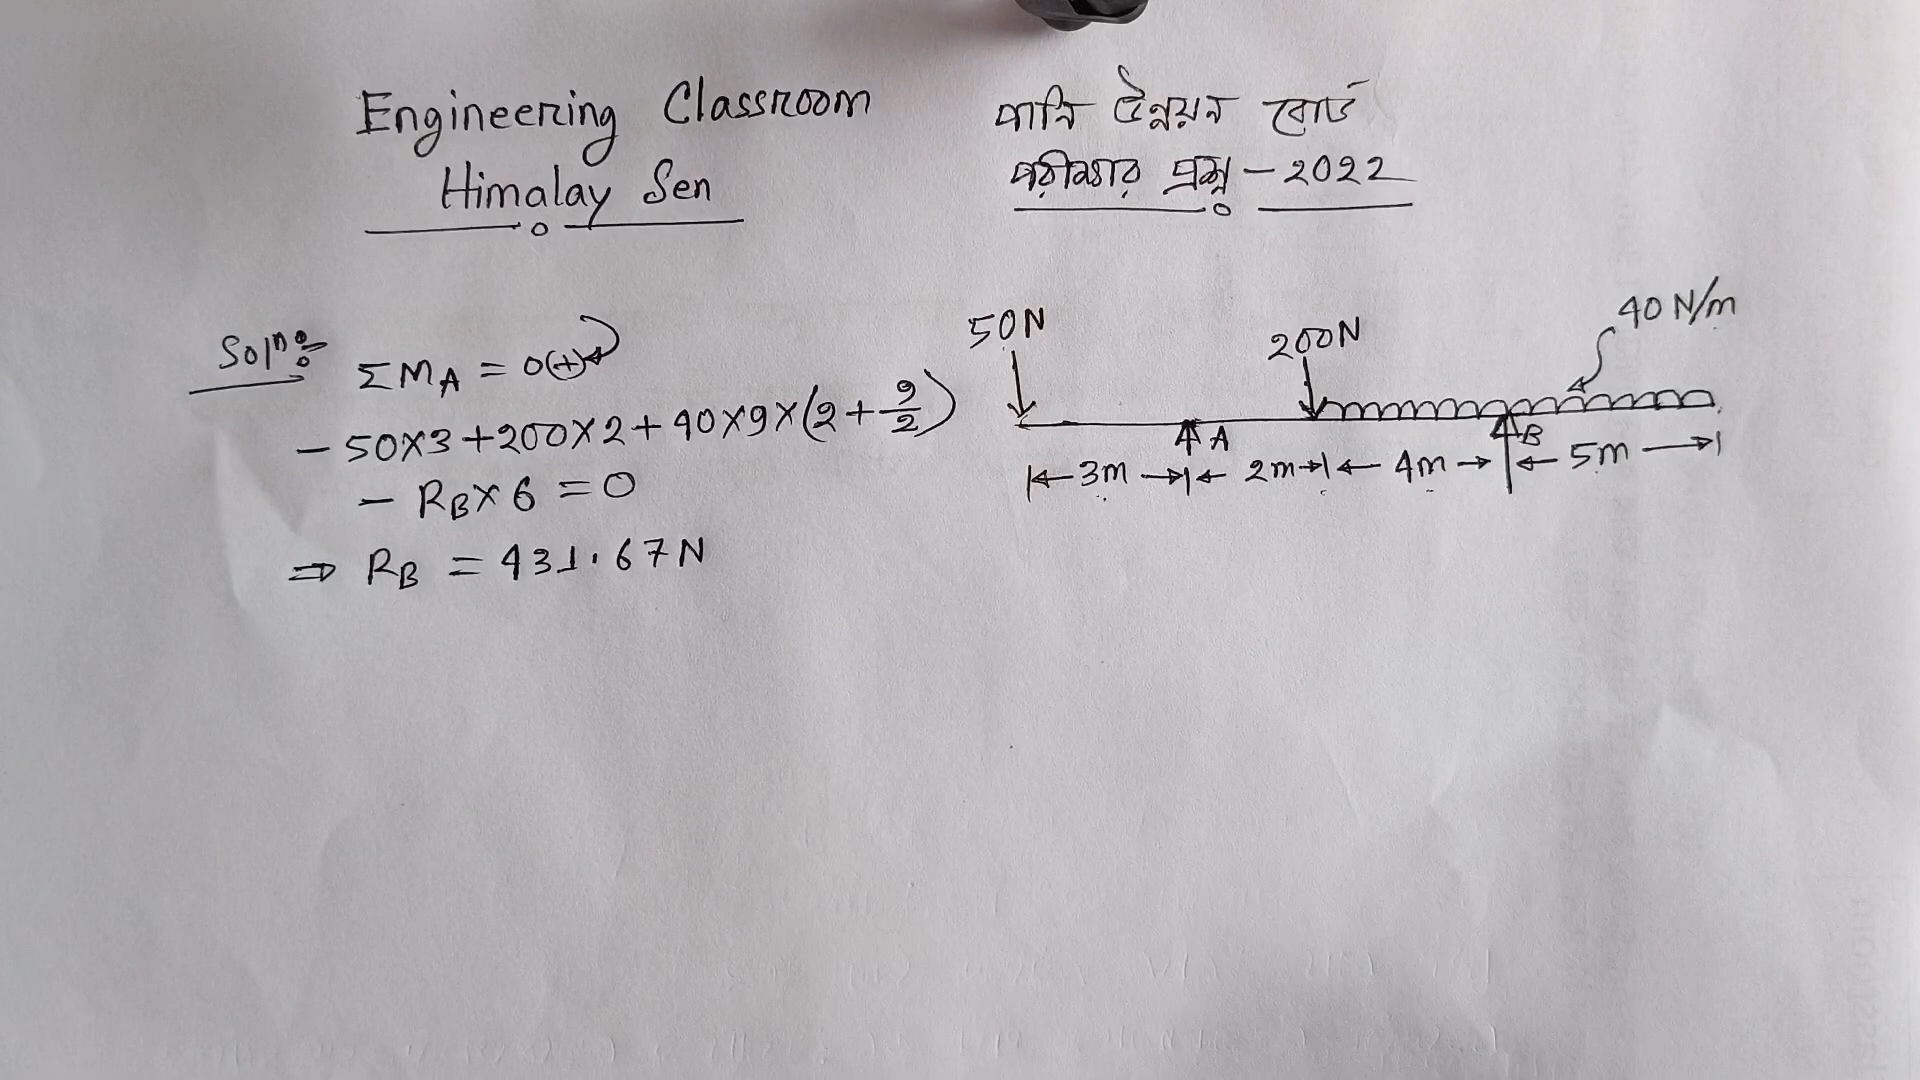 Engineering Classroom
Himalay Sen
পানি উন্নয়ন বোর্ড
পরীক্ষার প্রশ্ন - 2022
Soln:
ΣMA = 0(+)
- 50×3+200×2+40×9×(2+9/2)
- RB×6 = 0
⇒ RB = 431.67N
50N
200N
40 N/m
A
B
3m 2m 4m 5m